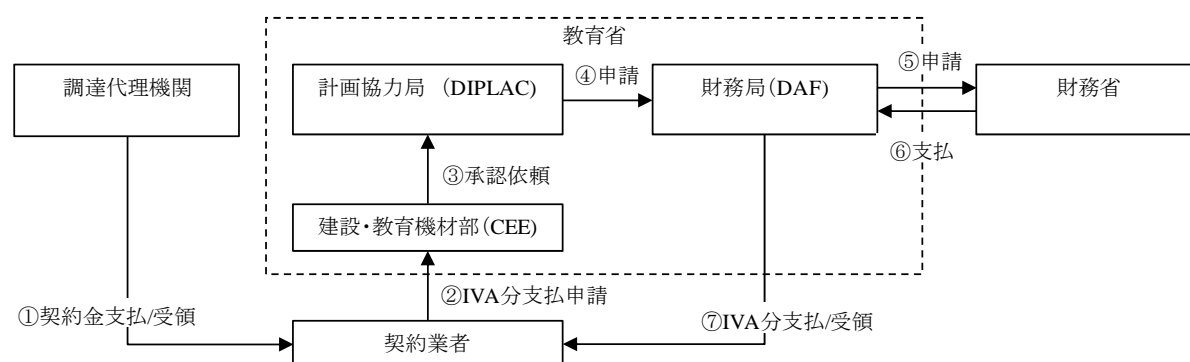 教育省
調達代理機関
計画協力局 (DIPLAC)
④申請
財務局(DAF)
⑤申請
財務省
⑥支払
③承認依頼
建設・教育機材部(CEE)
②IVA分支払申請
①契約金支払/受領
⑦IVA分支払/受領
契約業者